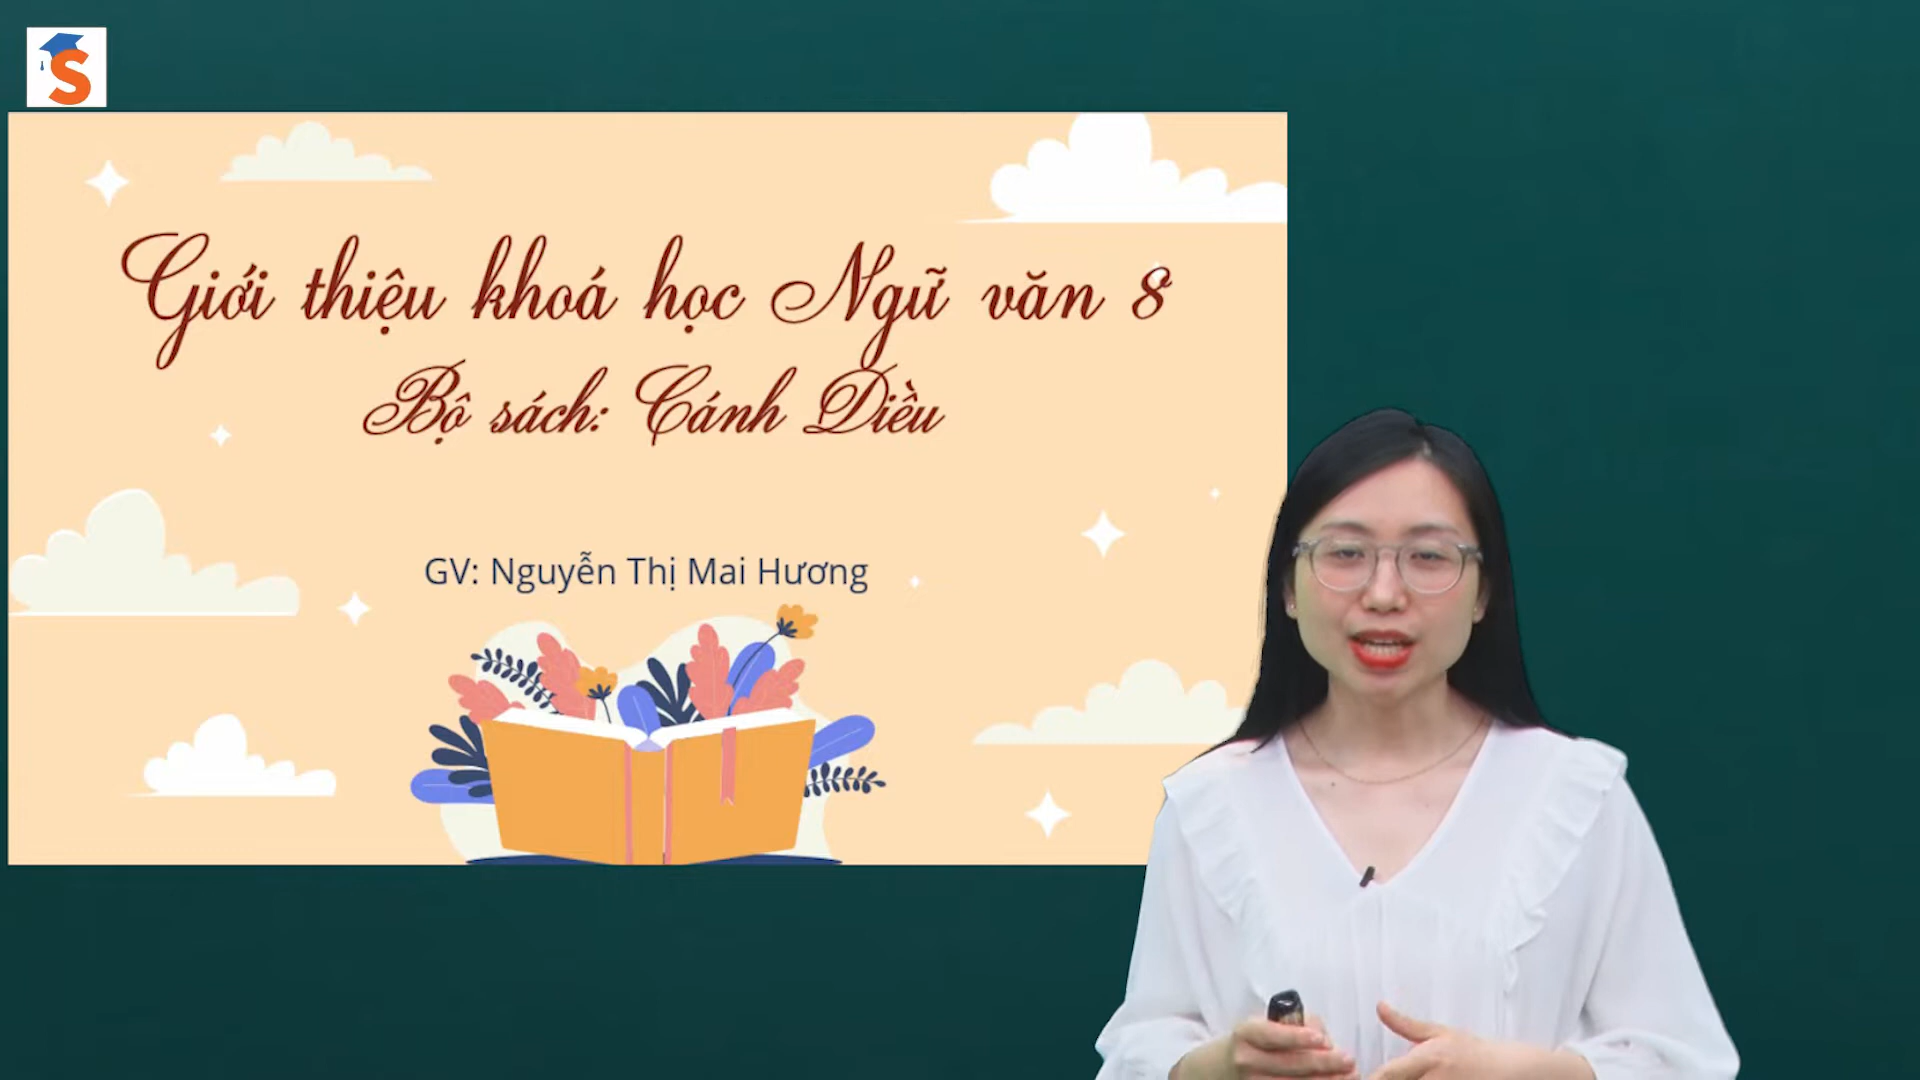 S
Giới thiệu khoá học Ngữ văn 8
Bộ sách: Cánh Diều
GV: Nguyễn Thị Mai Hương